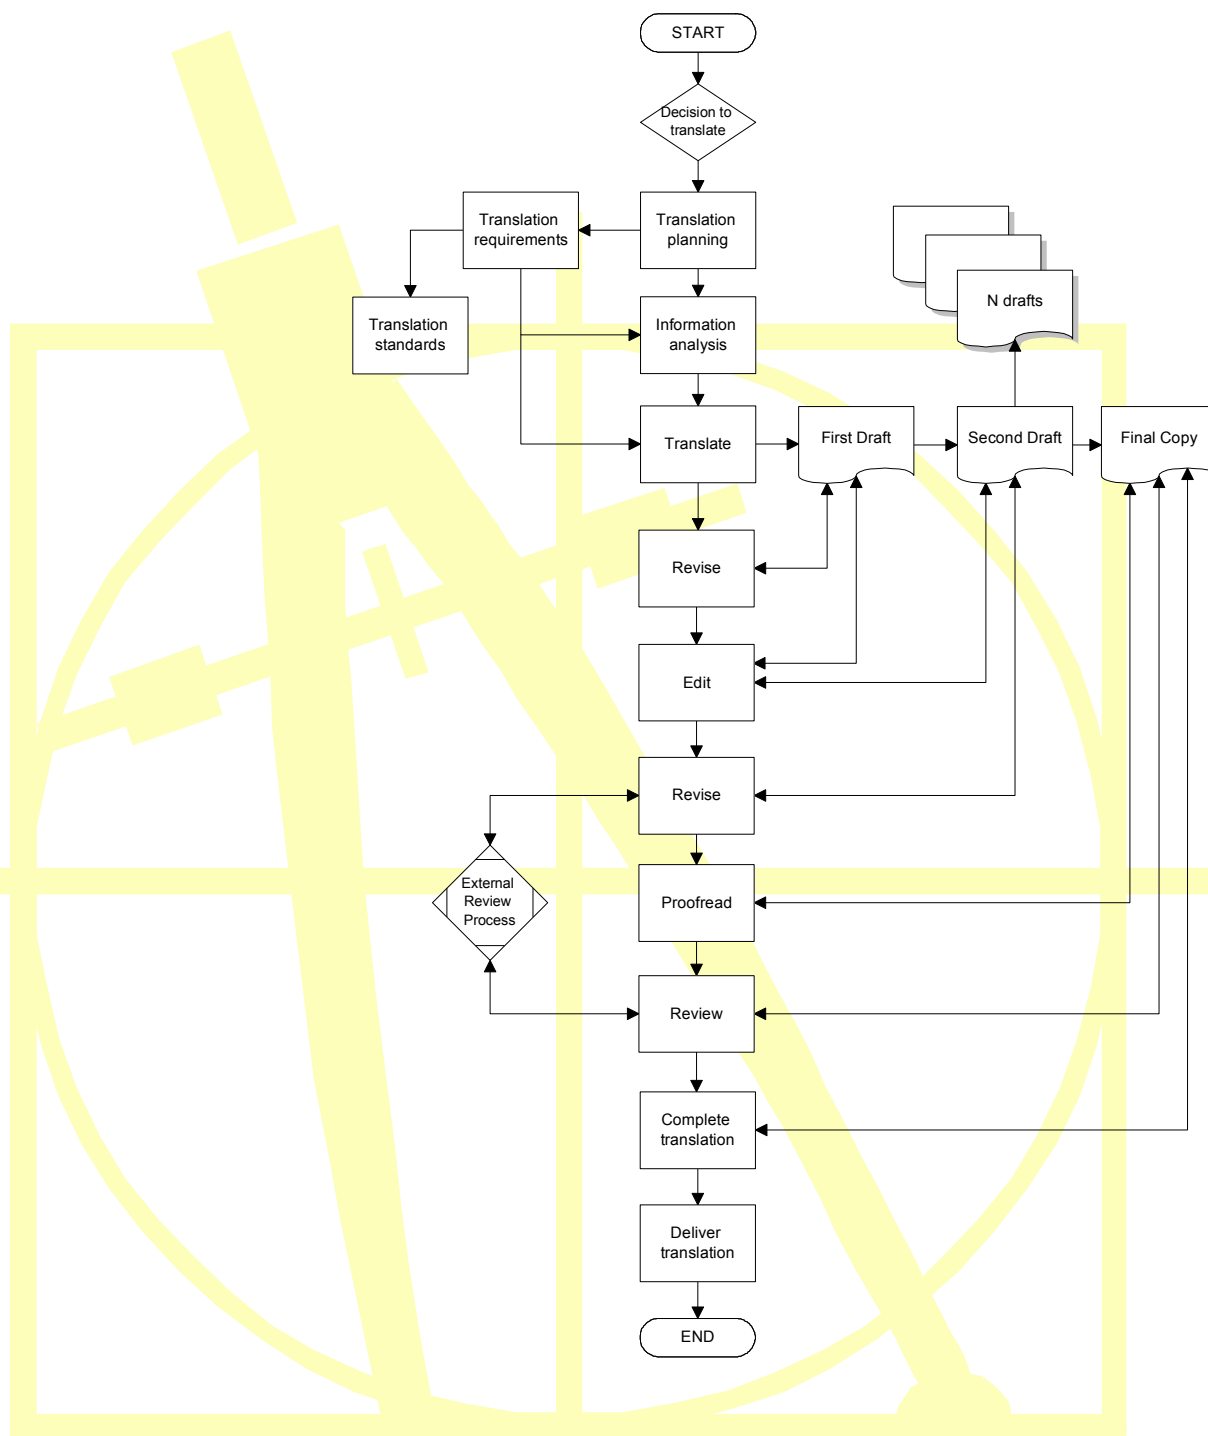 START
Decision to
translate
Translation
requirements
Translation
planning
Translation
standards
Information
analysis
N drafts
Translate
First Draft
Second Draft
Final Copy
Revise
Edit
Revise
External
Review
Process
Proofread
Review
Complete
translation
Deliver
translation
END